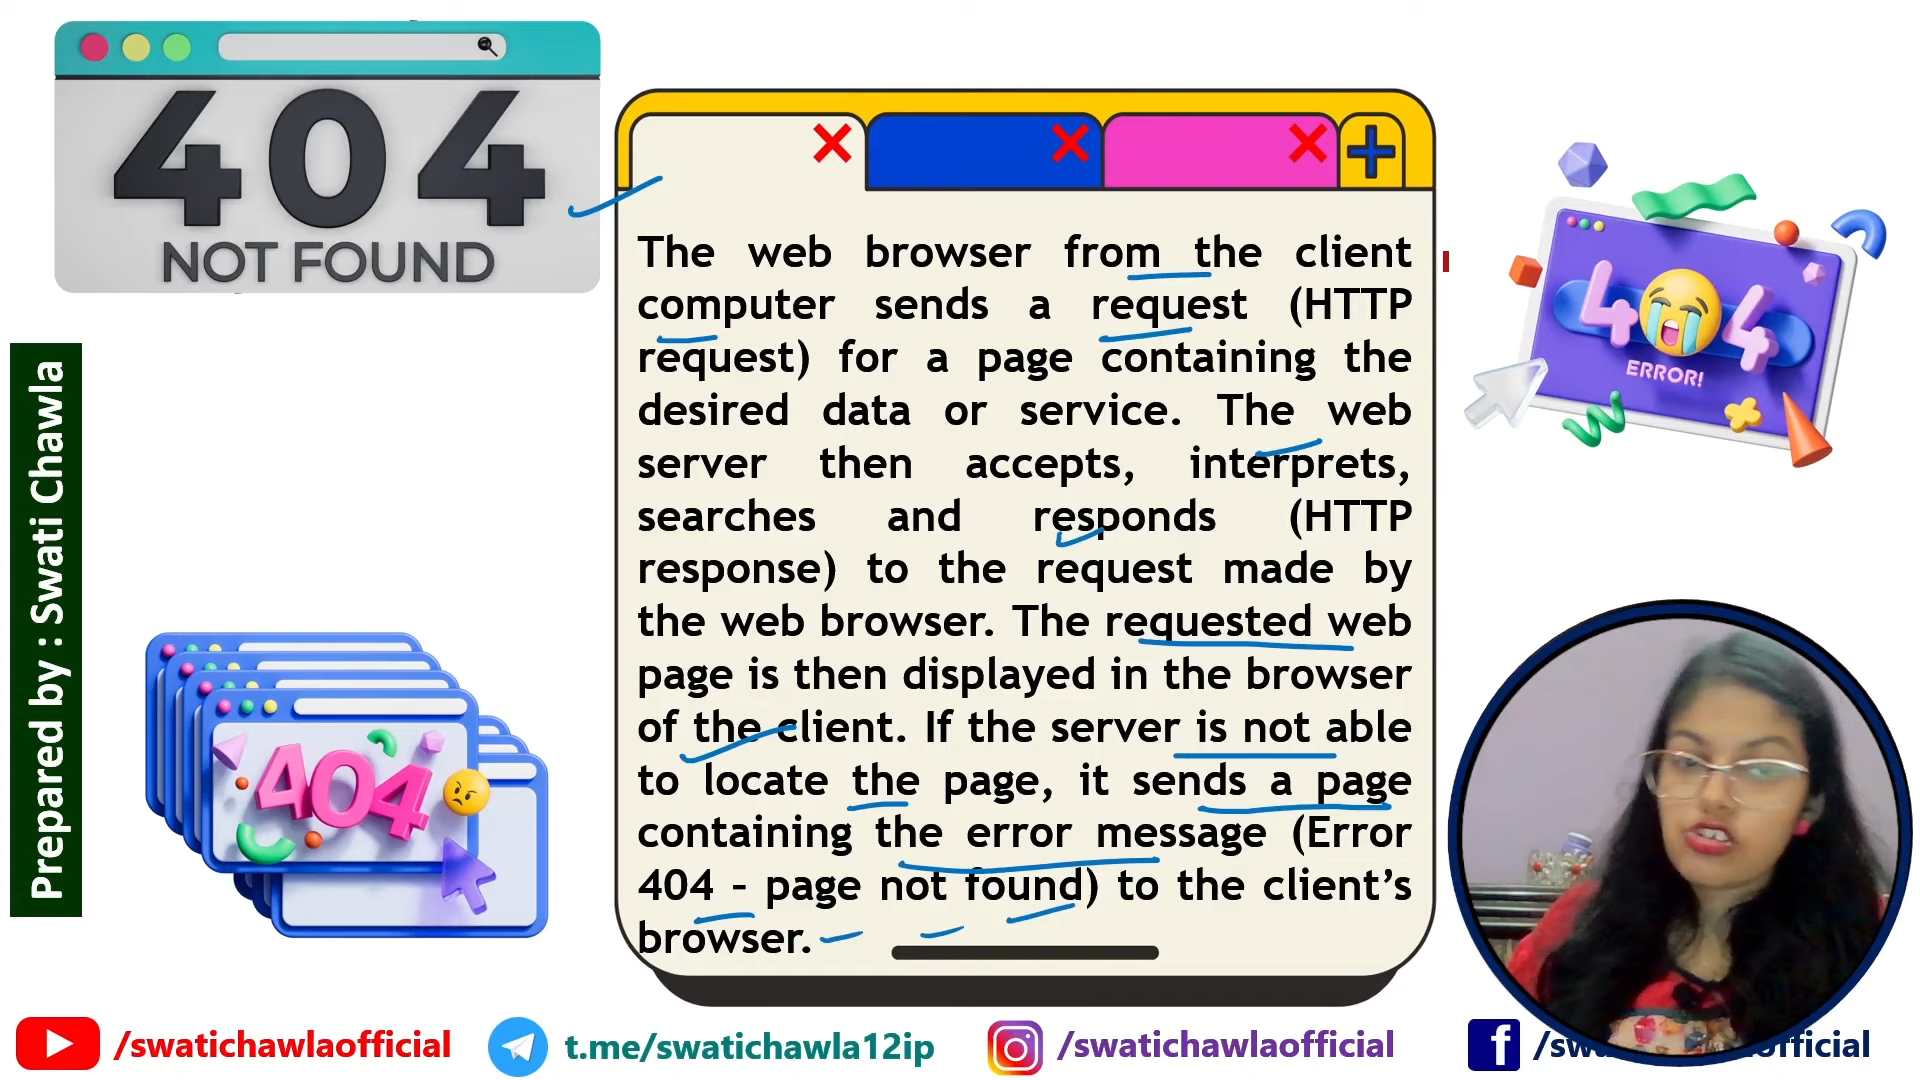 404
NOT FOUND
The web browser from the client
computer sends a request (HTTP
request) for a page containing the
desired data or service. The web
server then accepts, interprets,
searches and responds (HTTP
response) to the request made by
the web browser. The requested web
page is then displayed in the browser
of the client. If the server is not able
to locate the page, it sends a page
containing the error message (Error
404 – page not found) to the client’s
browser.
404
ERROR!
Prepared by : Swati Chawla
404
/swatichawlaofficial
t.me/swatichawla12ip
/swatichawlaofficial